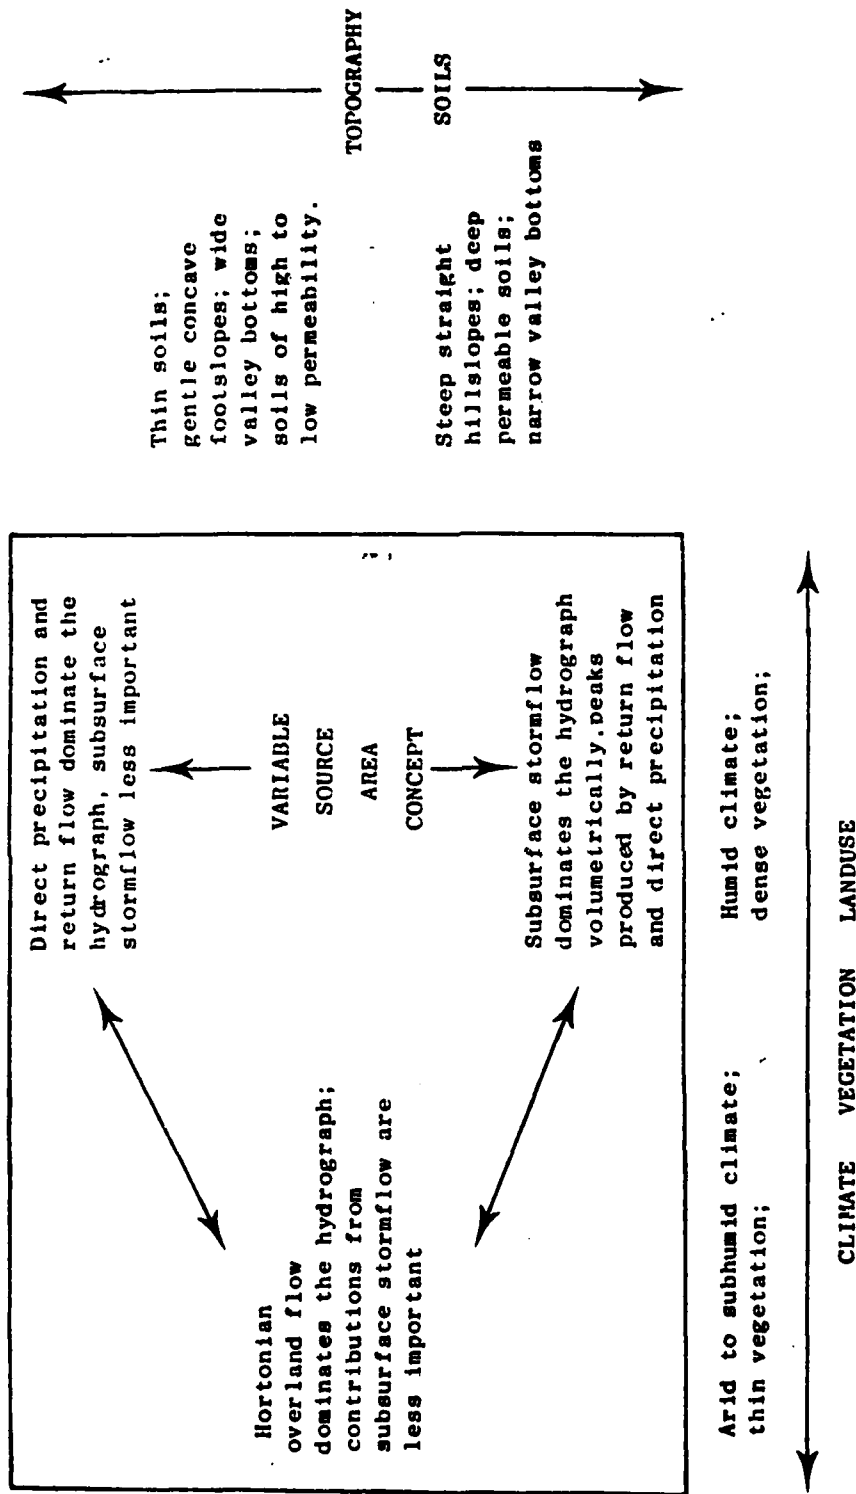 Direct precipitation and
return flow dominate the
hydrograph, subsurface
stormflow less important
Thin soils;
gentle concave
footslopes; wide
valley bottoms;
soils of high to
low permeability.
Hortonian
overland flow
dominates the hydrograph;
contributions from
subsurface stormflow are
less important
VARIABLE
SOURCE
AREA
CONCEPT
TOPOGRAPHY
SOILS
Subsurface stormflow
dominates the hydrograph
volumetrically.peaks
produced by return flow
and direct precipitation
Steep straight
hillslopes; deep
permeable soils;
narrow valley bottoms
Arid to subhumid climate;
thin vegetation;
Humid climate;
dense vegetation;
CLIMATE VEGETATION LANDUSE